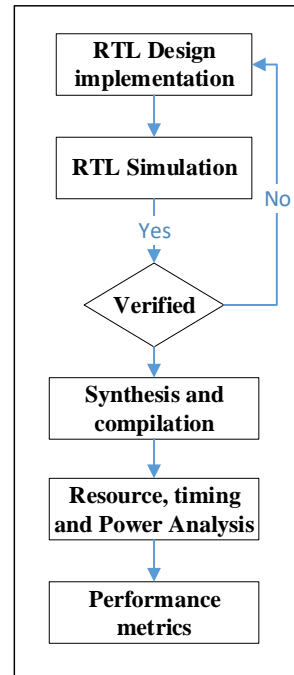 RTL Design
implementation
RTL Simulation
No
Yes
Verified
Synthesis and
compilation
Resource, timing
and Power Analysis
Performance
metrics